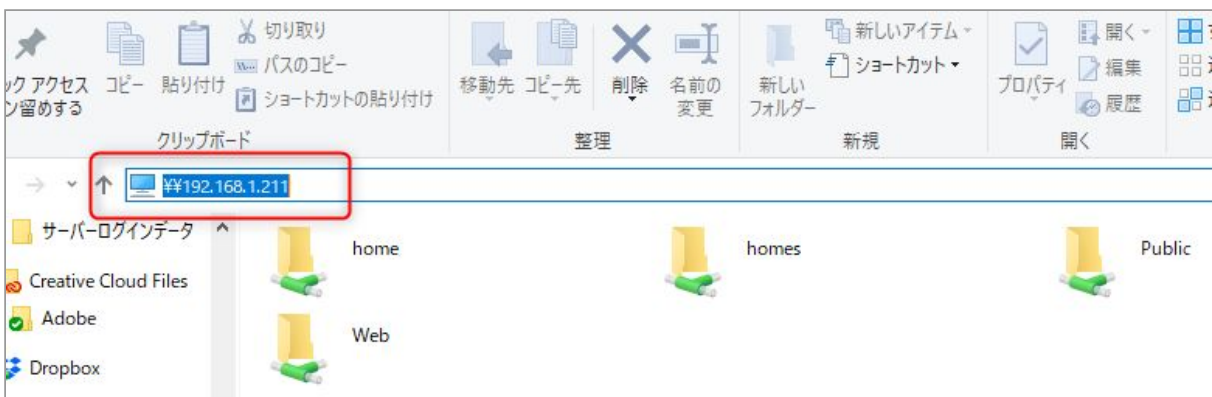 切り取り
パスのコピー
ショートカットの貼り付け
コピー
貼り付け
アクセス
ン留めする
クリップボード
移動先
コピー先
削除
名前の
変更
整理
新しいアイテム
ショートカット
新しい
フォルダー
新規
プロパティ
開く
編集
履歴
開く
¥¥192.168.1.211
サーバーログインデータ
Creative Cloud Files
Adobe
Dropbox
home
homes
Public
Web